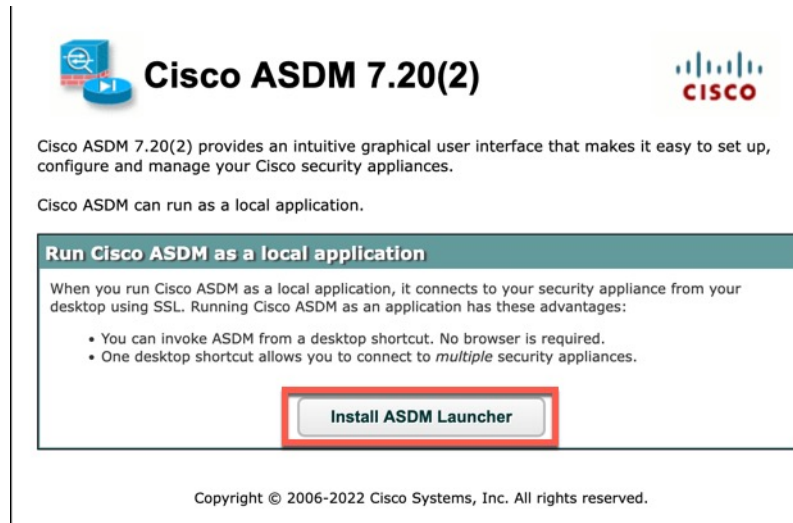 Cisco ASDM 7.20(2)
CISCO
Cisco ASDM 7.20(2) provides an intuitive graphical user interface that makes it easy to set up,
configure and manage your Cisco security appliances.
Cisco ASDM can run as a local application.
Run Cisco ASDM as a local application
When you run Cisco ASDM as a local application, it connects to your security appliance from your
desktop using SSL. Running Cisco ASDM as an application has these advantages:
• You can invoke ASDM from a desktop shortcut. No browser is required.
• One desktop shortcut allows you to connect to multiple security appliances.
Install ASDM Launcher
Copyright © 2006-2022 Cisco Systems, Inc. All rights reserved.